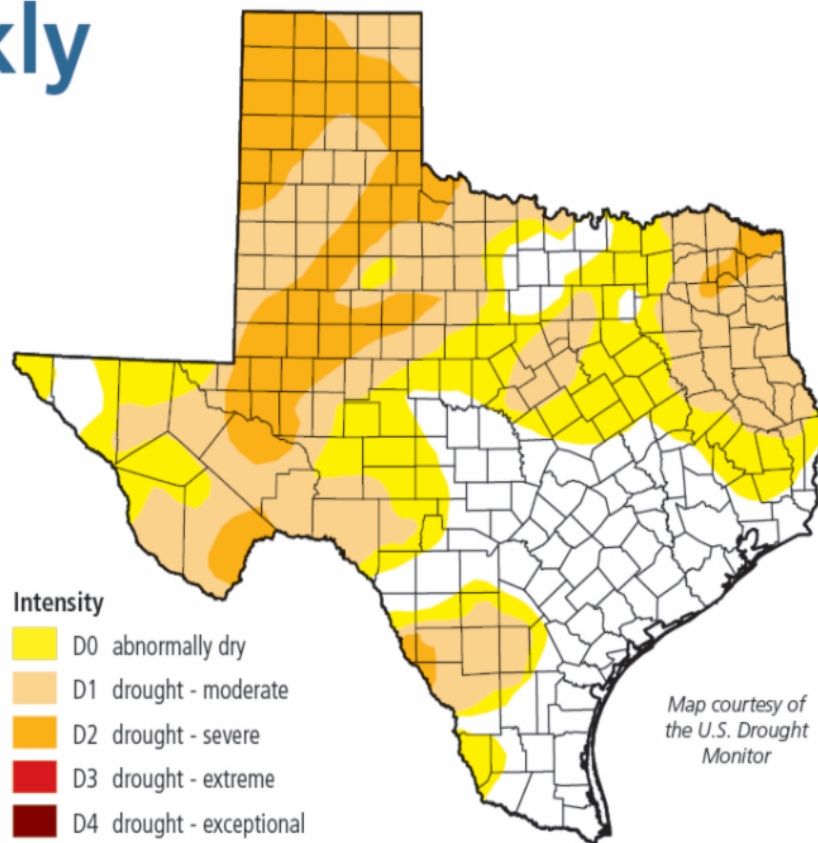 kly
Intensity
D0 abnormally dry
D1 drought - moderate
D2 drought - severe
D3 drought - extreme
D4 drought - exceptional
Map courtesy of
the U.S. Drought
Monitor